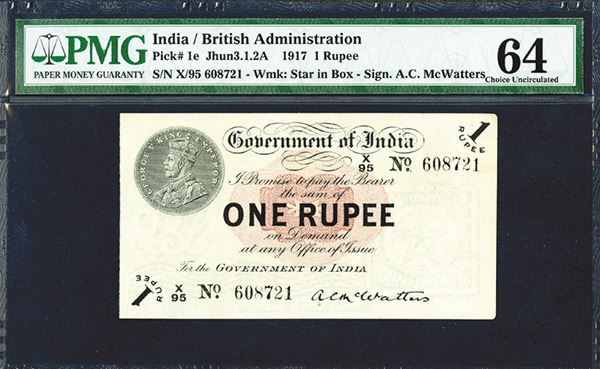 PMG
PAPER MONEY GUARANTY
India / British Administration
Pick# 1e Jhun3.1.2A 1917 1 Rupee
S/N X/95 608721 - Wmk: Star in Box - Sign. A.C. McWatters
64
Choice Uncirculated
GEORGE V KING & EMPEROR
Government of India
1
RUPEE
X/95 No. 608721
I Promise to pay the Bearer
the sum of
ONE RUPEE
on Demand
at any Office of Issue
For the GOVERNMENT OF INDIA
1
RUPEE
X/95 No. 608721
A.C. McWatters